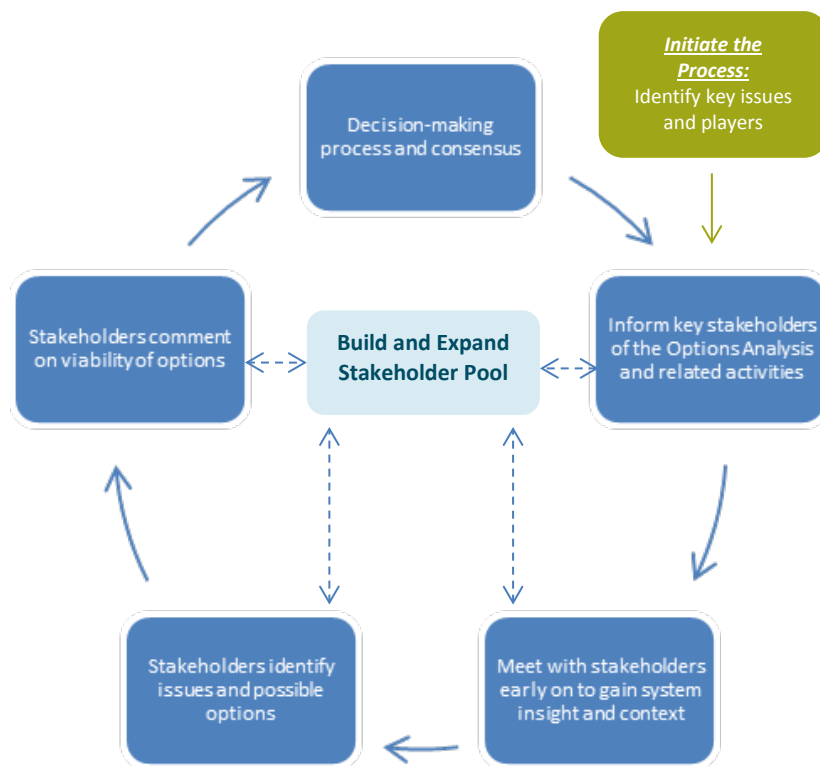 Initiate the
Process:
Identify key issues
and players
Decision-making
process and consensus
Inform key stakeholders
of the Options Analysis
and related activities
Meet with stakeholders
early on to gain system
insight and context
Stakeholders identify
issues and possible
options
Stakeholders comment
on viability of options
Build and Expand
Stakeholder Pool